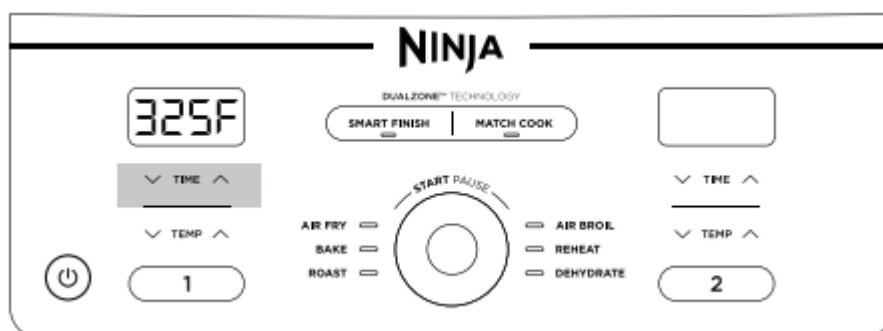 NINJA
DUALZONE™ TECHNOLOGY
325F
SMART FINISH
MATCH COOK
TIME
TIME
START PAUSE
TEMP
TEMP
AIR FRY
AIR BROIL
BAKE
REHEAT
ROAST
DEHYDRATE
1
2